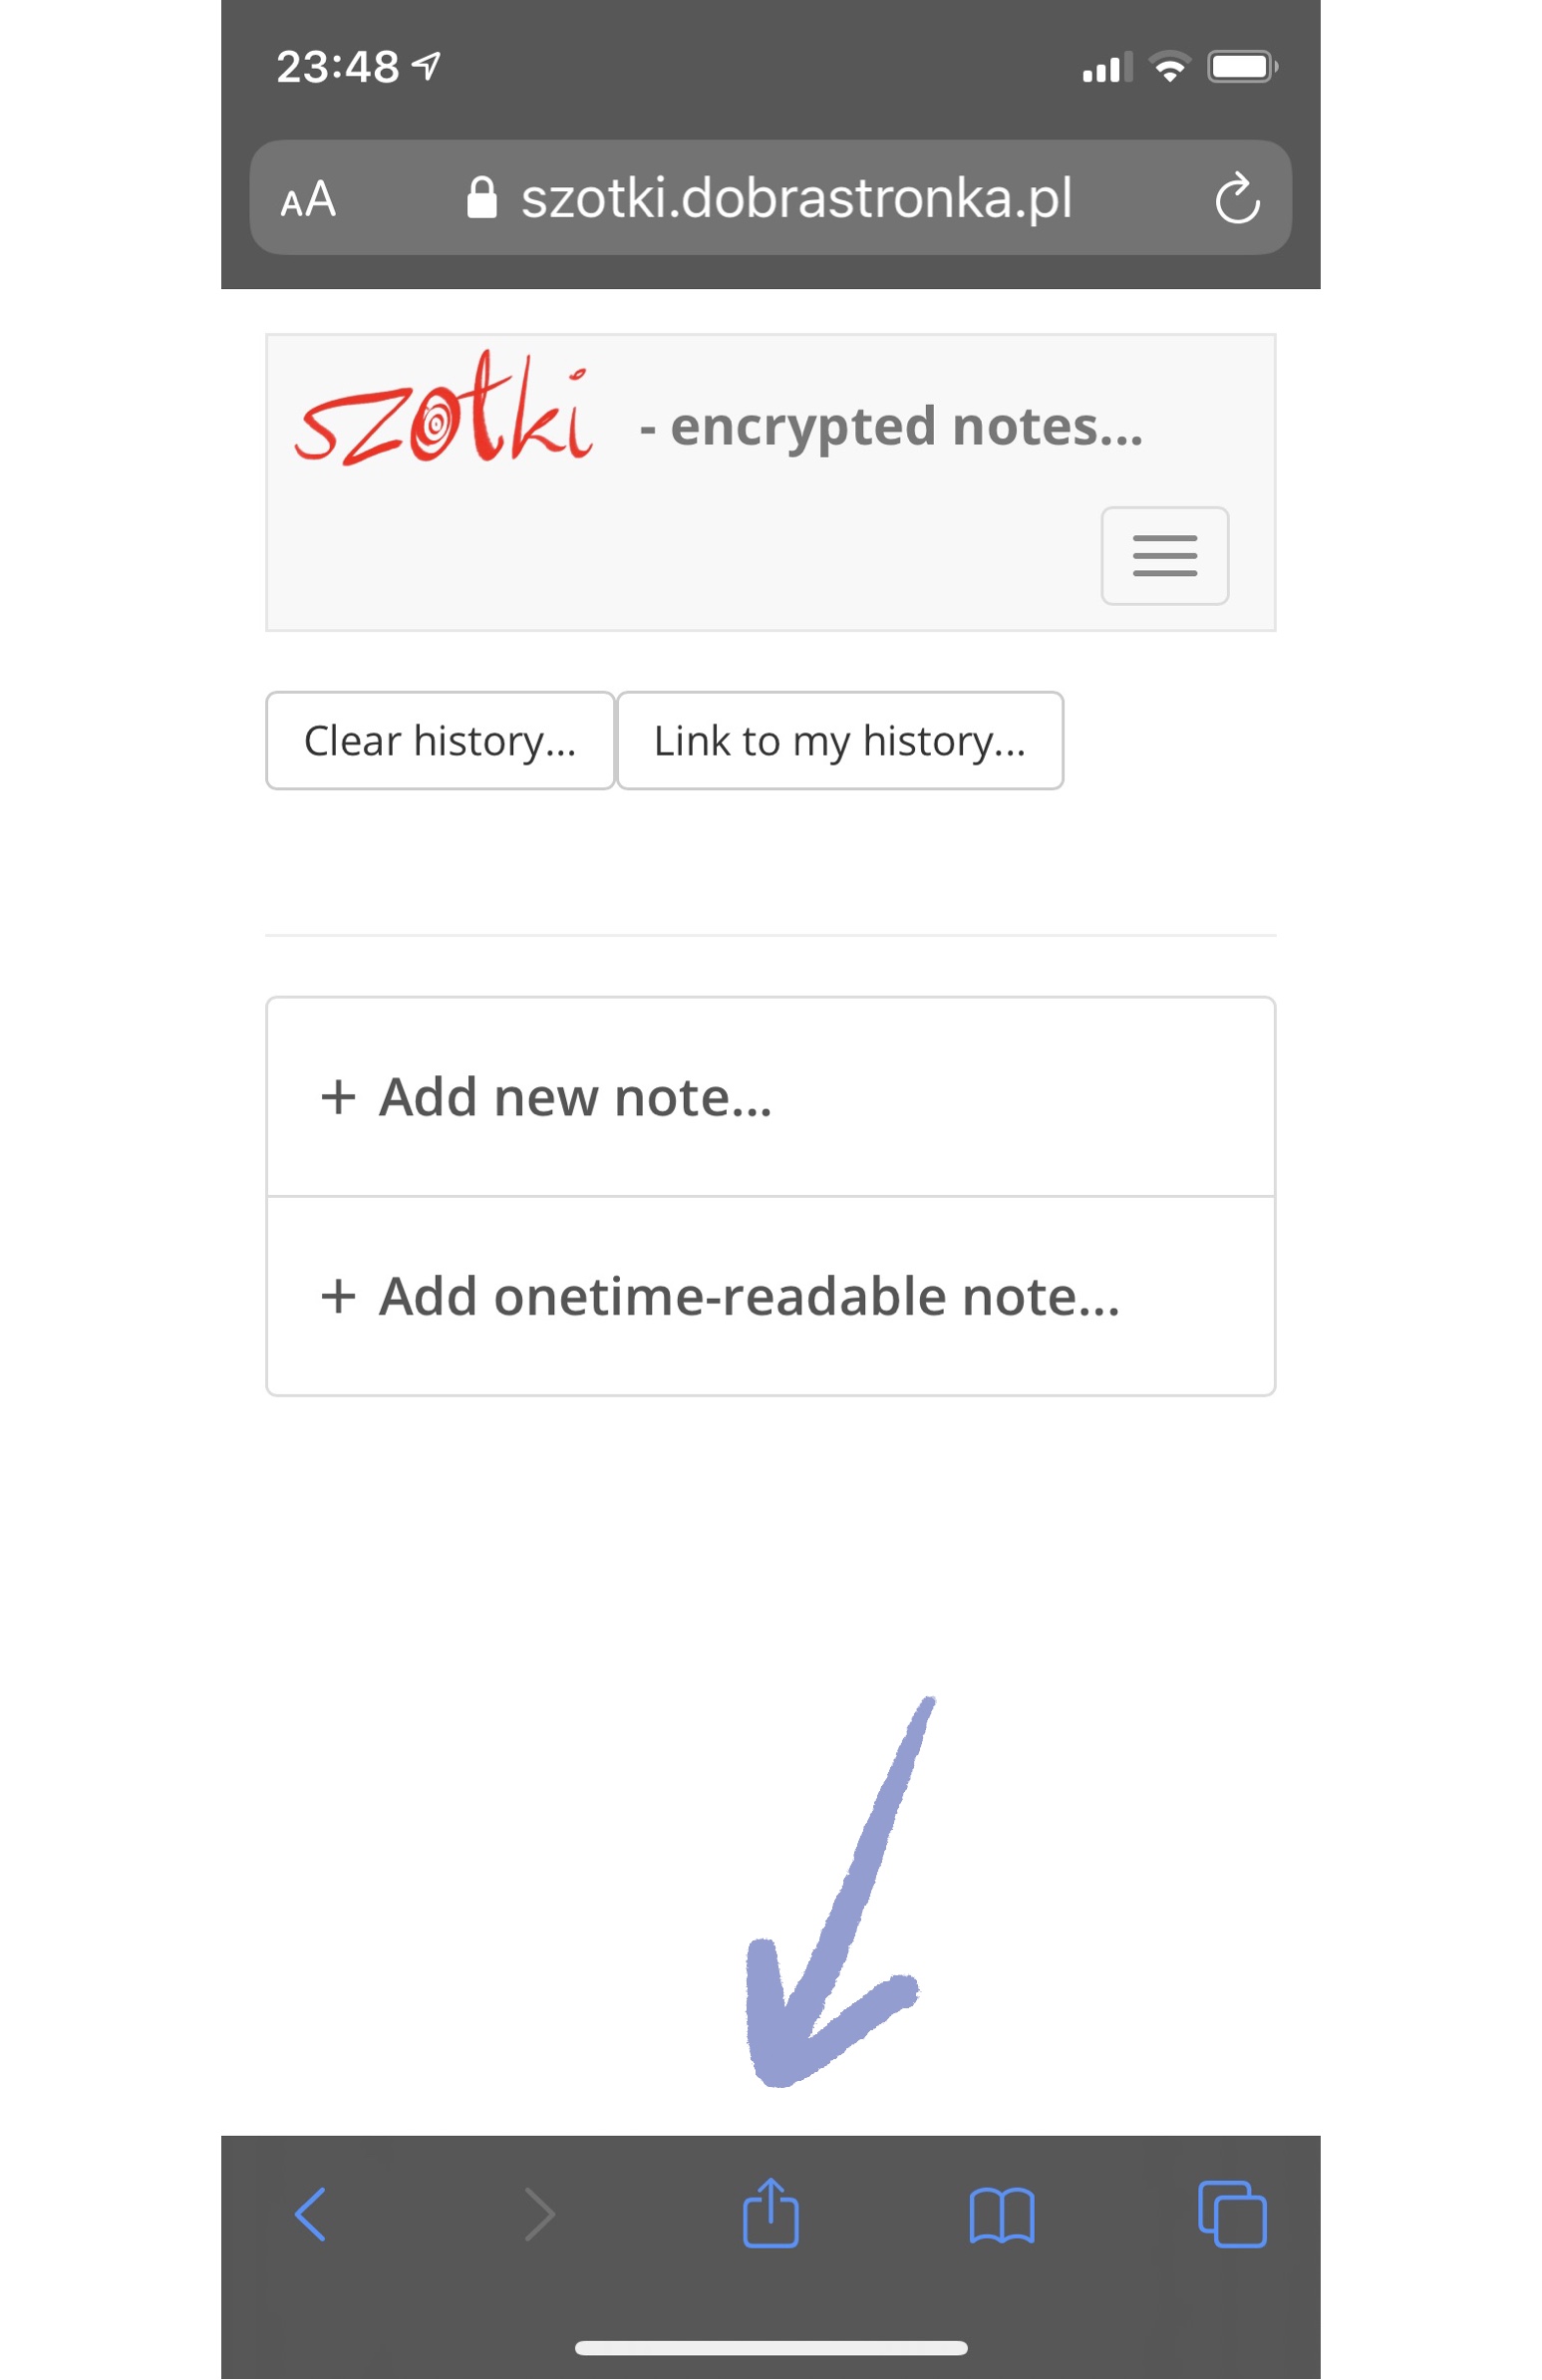 23:48
AA szotki.dobrastronka.pl
szotki - encrypted notes...
Clear history... Link to my history...
+ Add new note...
+ Add onetime-readable note...